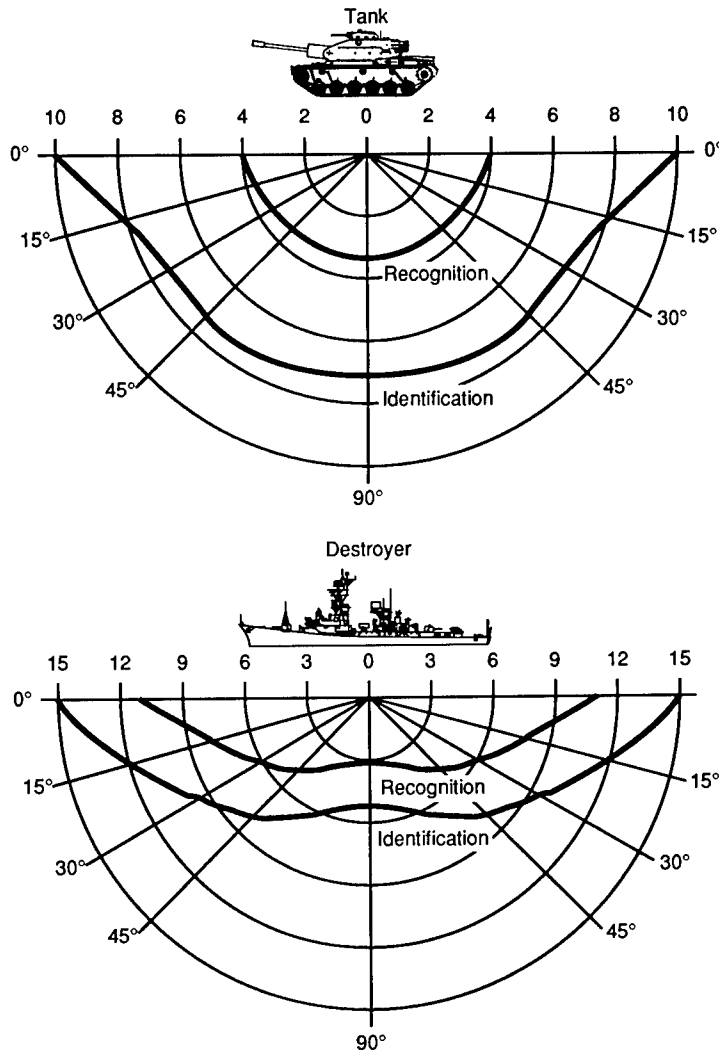 Tank
10 8 6 4 2 0 2 4 6 8 10
0° 0°
15° 15°
Recognition
30° 30°
45° 45°
Identification
90°
Destroyer
15 12 9 6 3 0 3 6 9 12 15
0°
15° 15°
Recognition
Identification
30° 30°
45° 45°
90°